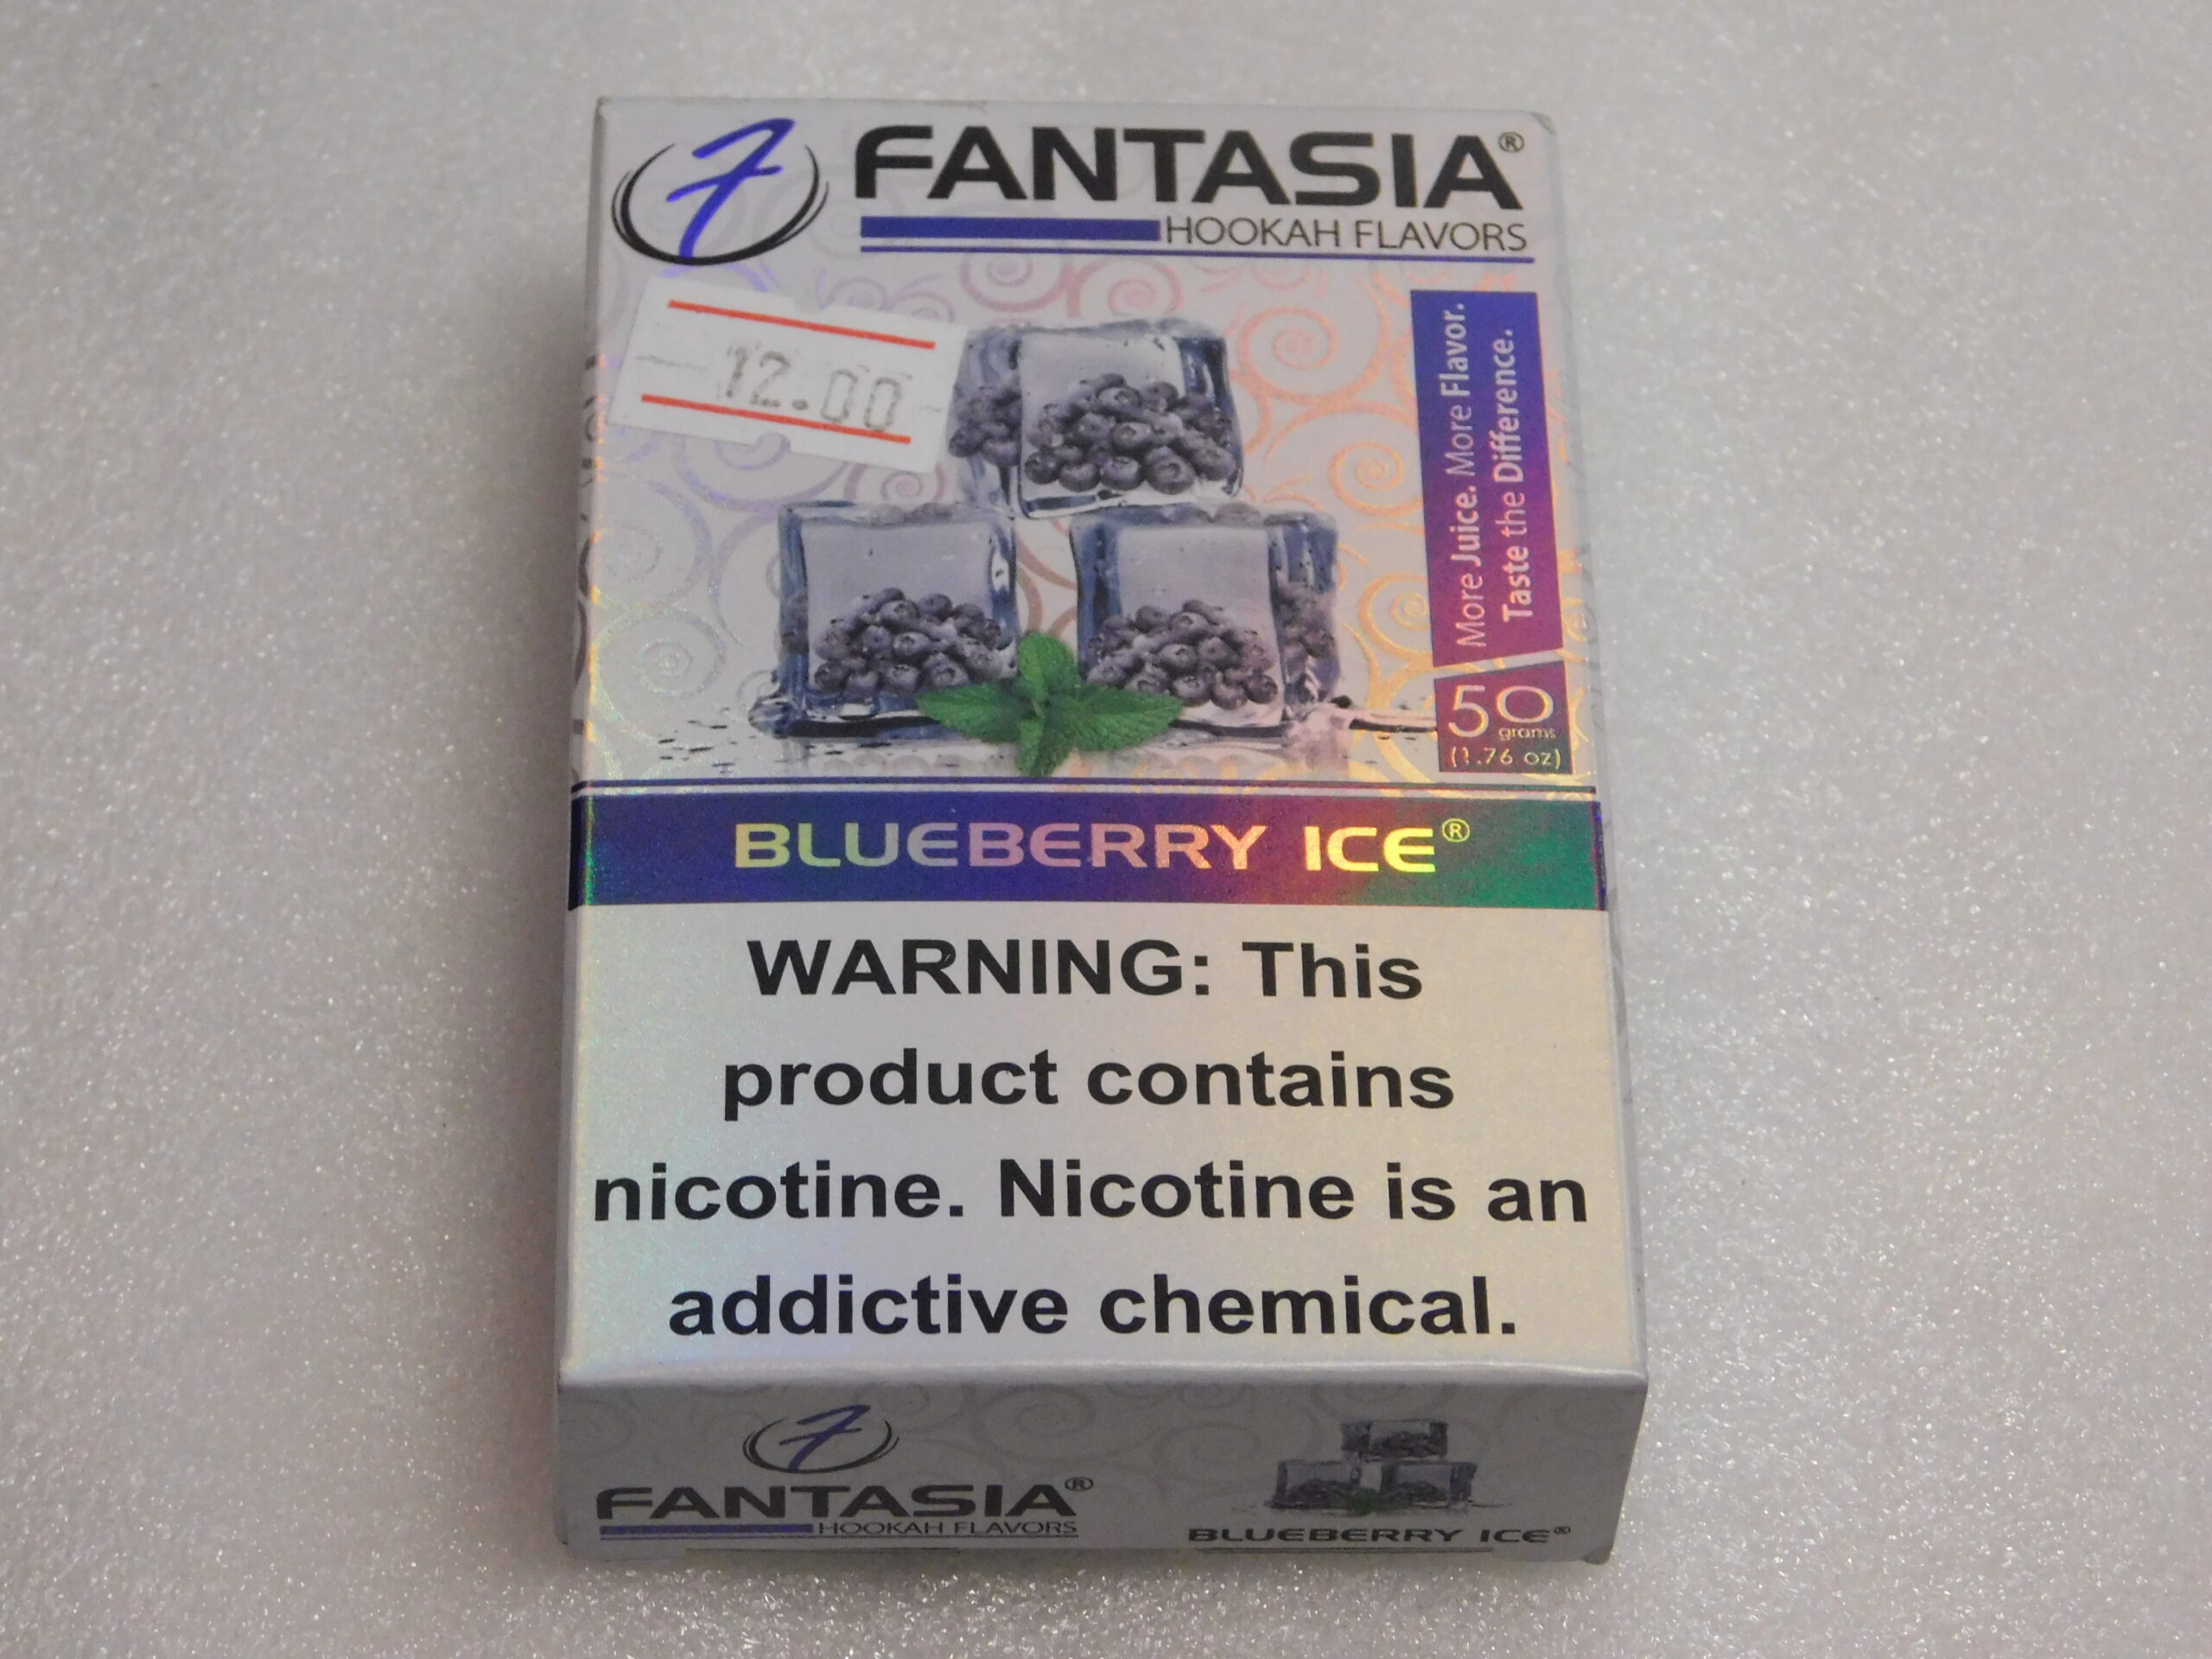 FANTASIA®
HOOKAH FLAVORS
12.00
More Juice. More Flavor.
Taste the Difference.
50
grams
(1.76 oz)
BLUEBERRY ICE®
WARNING: This
product contains
nicotine. Nicotine is an
addictive chemical.
FANTASIA®
HOOKAH FLAVORS
BLUEBERRY ICE®